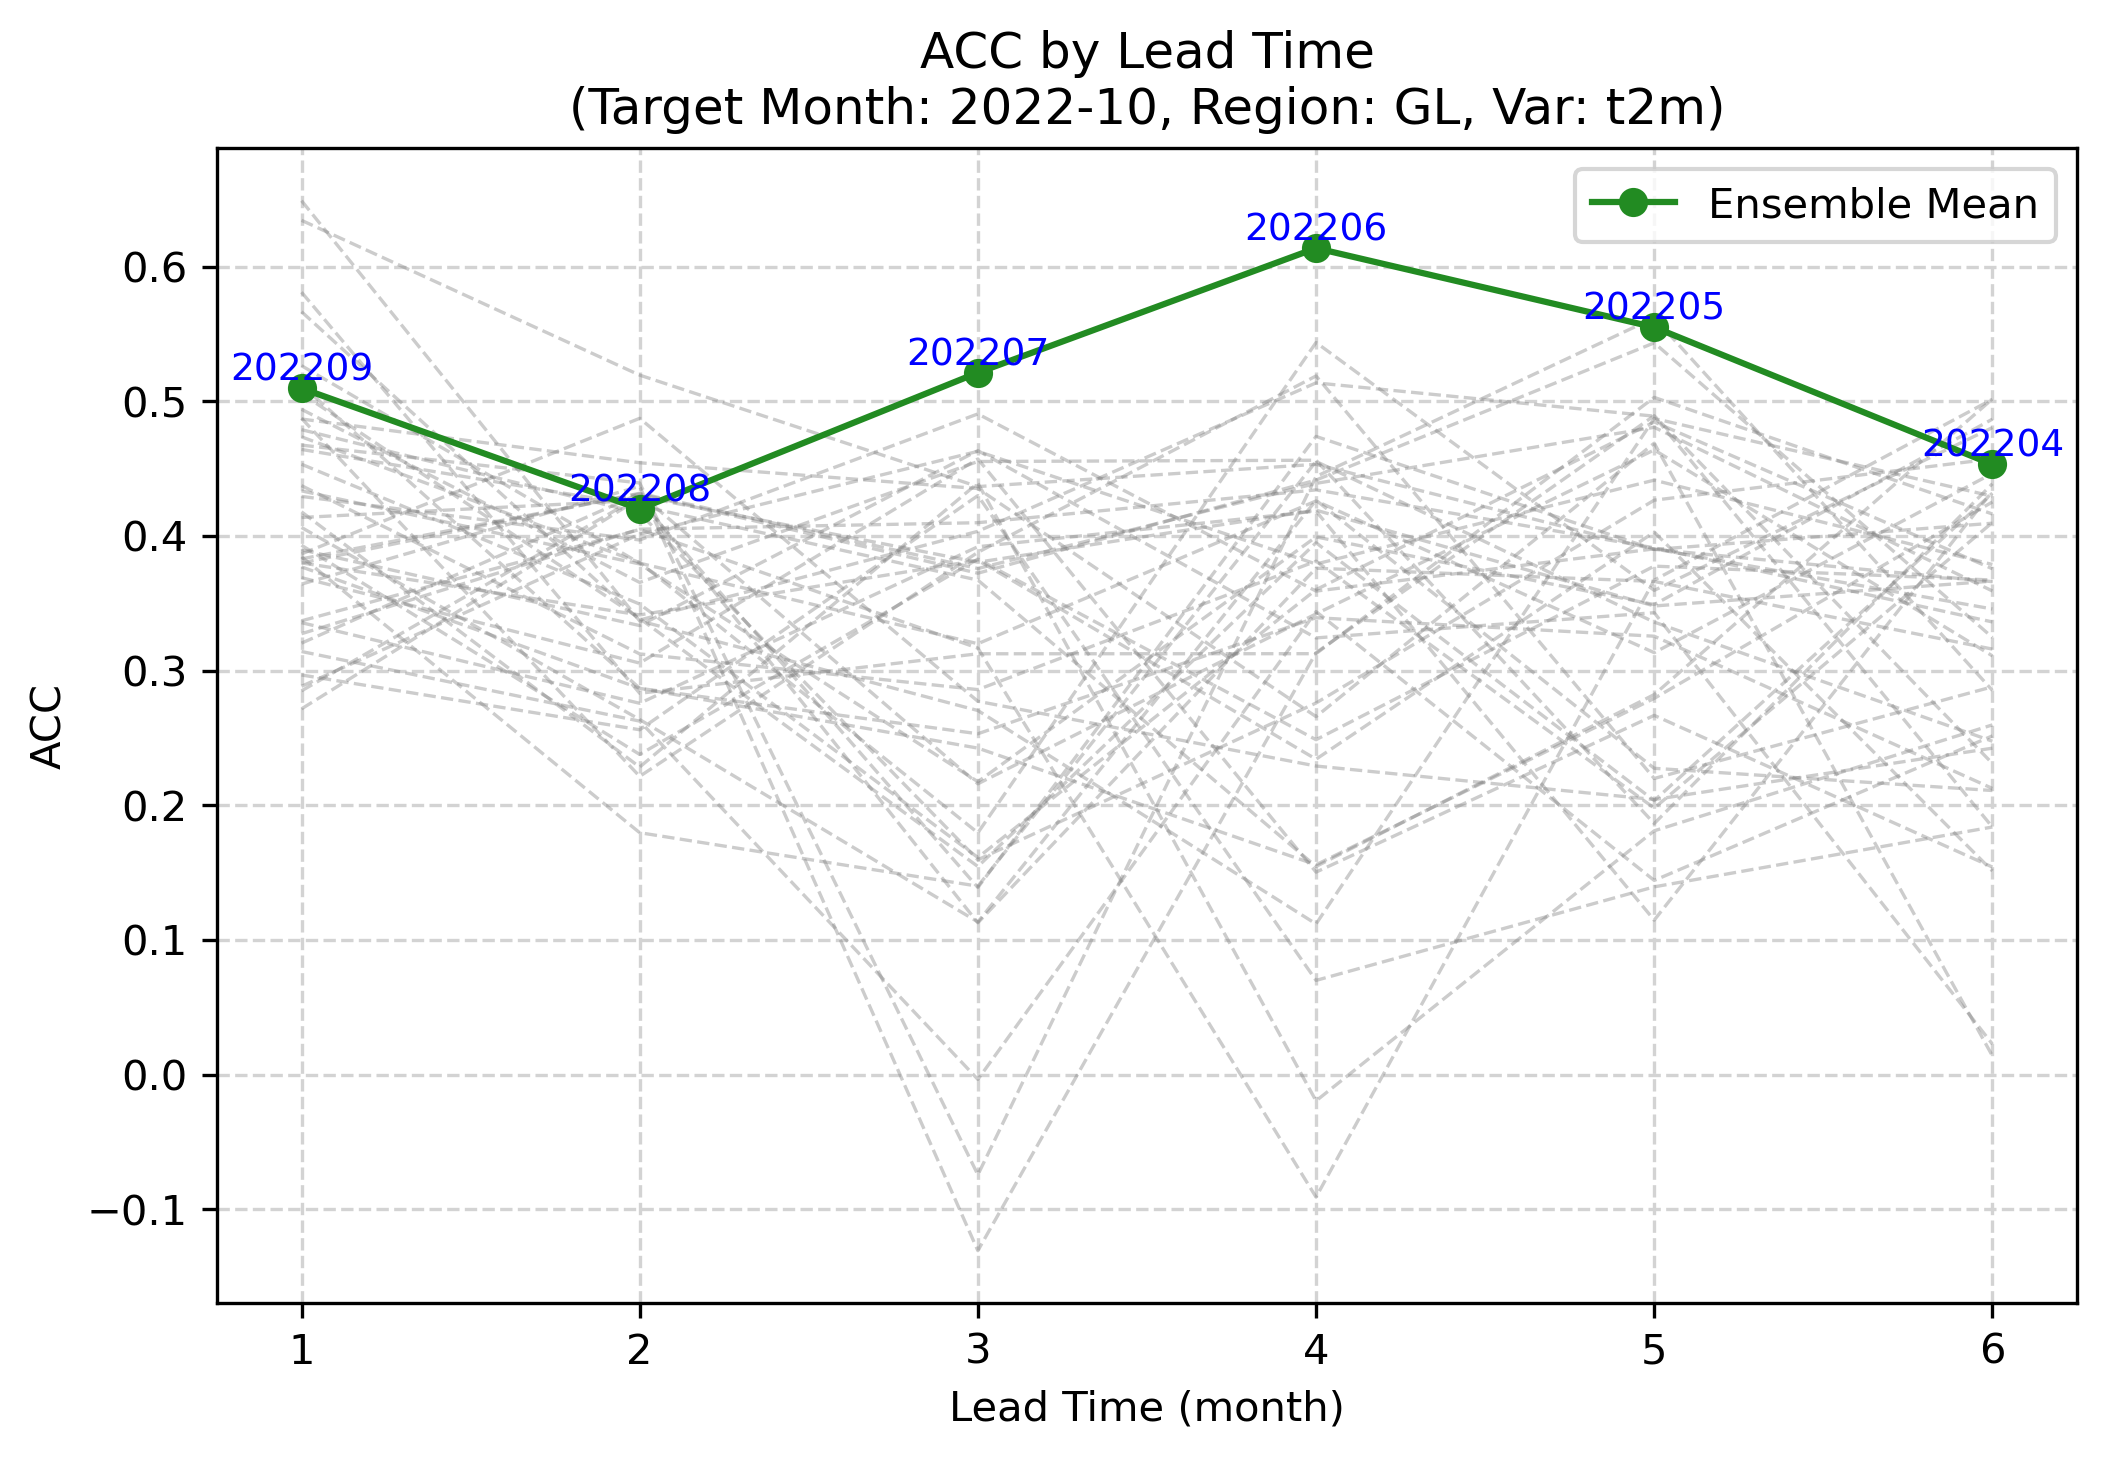 ACC by Lead Time
(Target Month: 2022-10, Region: GL, Var: t2m)
Ensemble Mean
202209
202208
202207
202206
202205
202204
ACC
0.6
0.5
0.4
0.3
0.2
0.1
0.0
−0.1
1 2 3 4 5 6
Lead Time (month)